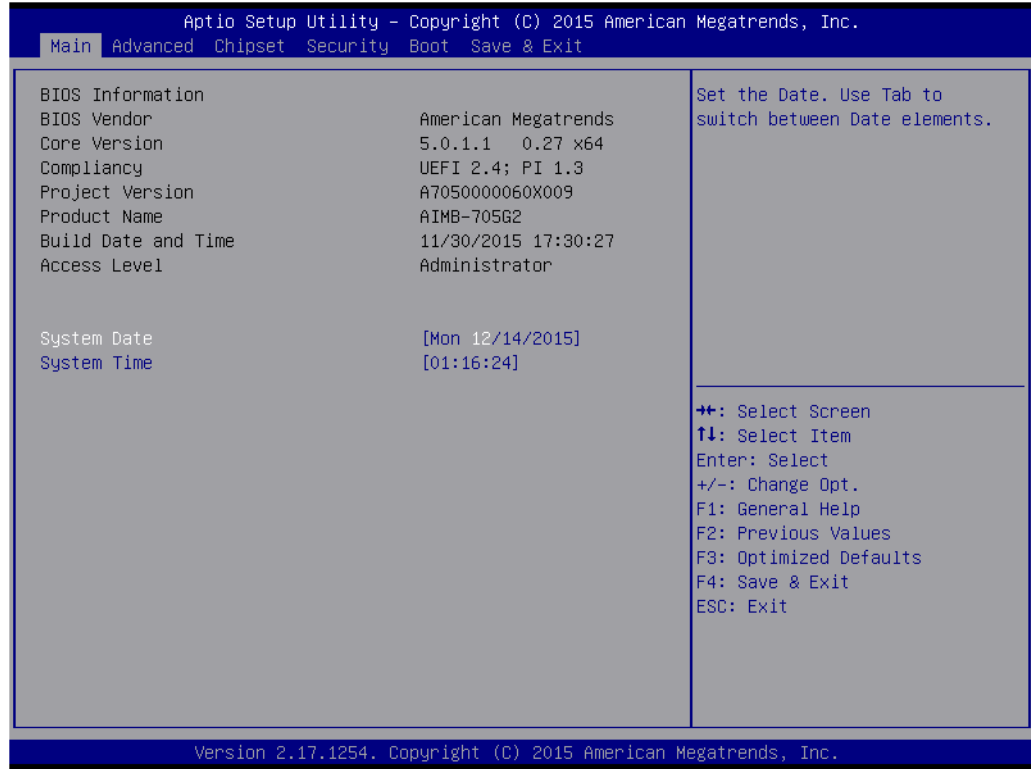 Aptio Setup Utility – Copyright (C) 2015 American Megatrends, Inc.
Main Advanced Chipset Security Boot Save & Exit
BIOS Information
BIOS Vendor American Megatrends
Core Version 5.0.1.1 0.27 x64
Compliancy UEFI 2.4; PI 1.3
Project Version A7050000060X009
Product Name AIMB-705G2
Build Date and Time 11/30/2015 17:30:27
Access Level Administrator
System Date [Mon 12/14/2015]
System Time [01:16:24]
Set the Date. Use Tab to
switch between Date elements.
→←: Select Screen
↑↓: Select Item
Enter: Select
+/-: Change Opt.
F1: General Help
F2: Previous Values
F3: Optimized Defaults
F4: Save & Exit
ESC: Exit
Version 2.17.1254. Copyright (C) 2015 American Megatrends, Inc.